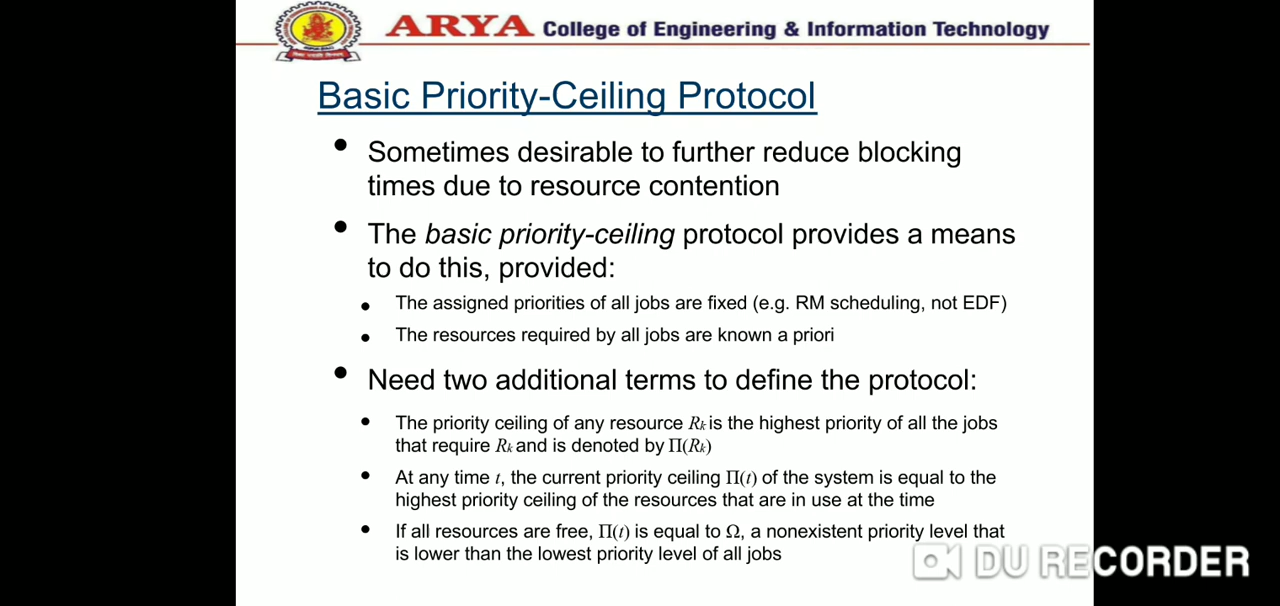 ARYA College of Engineering & Information Technology
Basic Priority-Ceiling Protocol
• Sometimes desirable to further reduce blocking
times due to resource contention
• The basic priority-ceiling protocol provides a means
to do this, provided:
• The assigned priorities of all jobs are fixed (e.g. RM scheduling, not EDF)
• The resources required by all jobs are known a priori
• Need two additional terms to define the protocol:
• The priority ceiling of any resource Rk is the highest priority of all the jobs
that require Rk and is denoted by Π(Rk)
• At any time t, the current priority ceiling Π(t) of the system is equal to the
highest priority ceiling of the resources that are in use at the time
• If all resources are free, Π(t) is equal to Ω, a nonexistent priority level that
is lower than the lowest priority level of all jobs
DU RECORDER